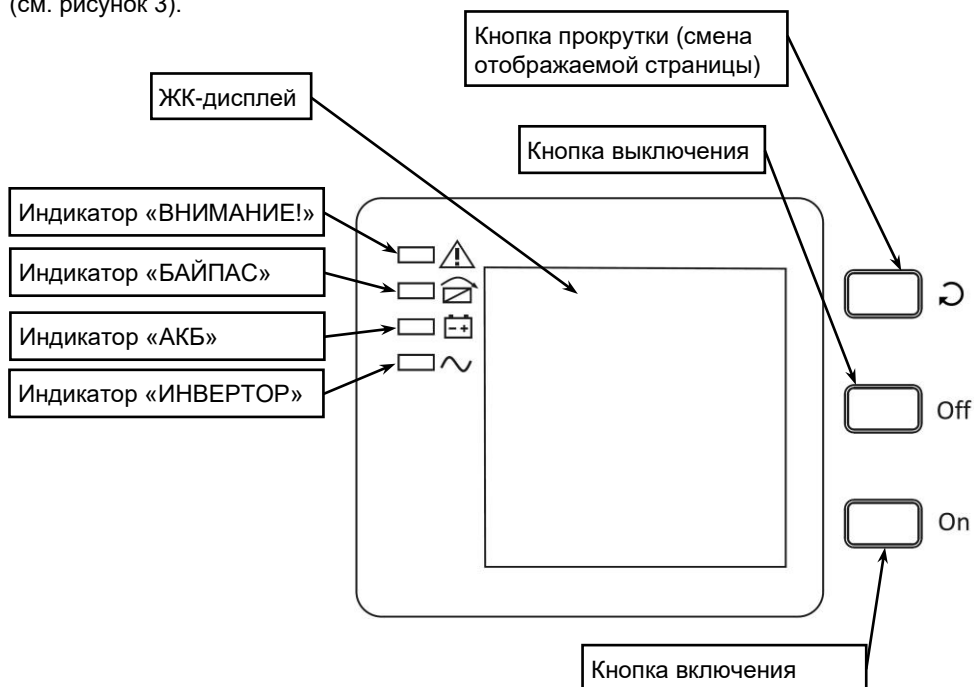 (см. рисунок 3).
Кнопка прокрутки (смена
отображаемой страницы)
ЖК-дисплей
Кнопка выключения
Индикатор «ВНИМАНИЕ!»
Индикатор «БАЙПАС»
Индикатор «АКБ»
Индикатор «ИНВЕРТОР»
Off
On
Кнопка включения